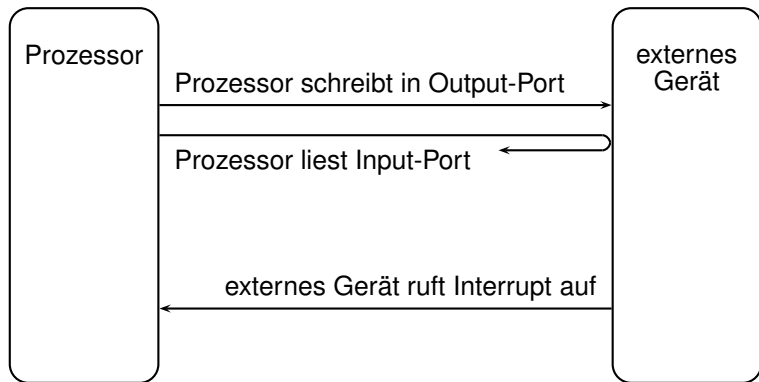 Prozessor
externes
Gerät
Prozessor schreibt in Output-Port
Prozessor liest Input-Port
externes Gerät ruft Interrupt auf